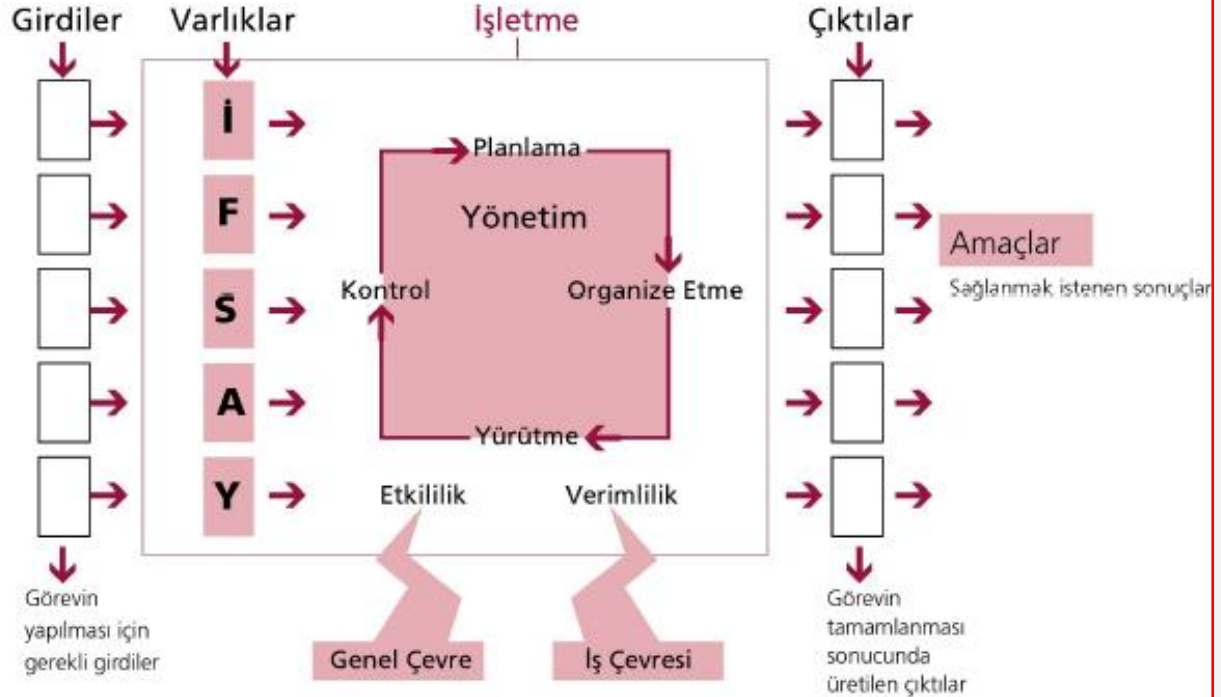 Girdiler
Varlıklar
İşletme
Çıktılar
İ
F
S
A
Y
Planlama
Yönetim
Kontrol
Organize Etme
Yürütme
Etkililik
Verimlilik
Amaçlar
Sağlanmak istenen sonuçlar
Görevin
yapılması için
gerekli girdiler
Genel Çevre
İş Çevresi
Görevin
tamamlanması
sonucunda
üretilen çıktılar